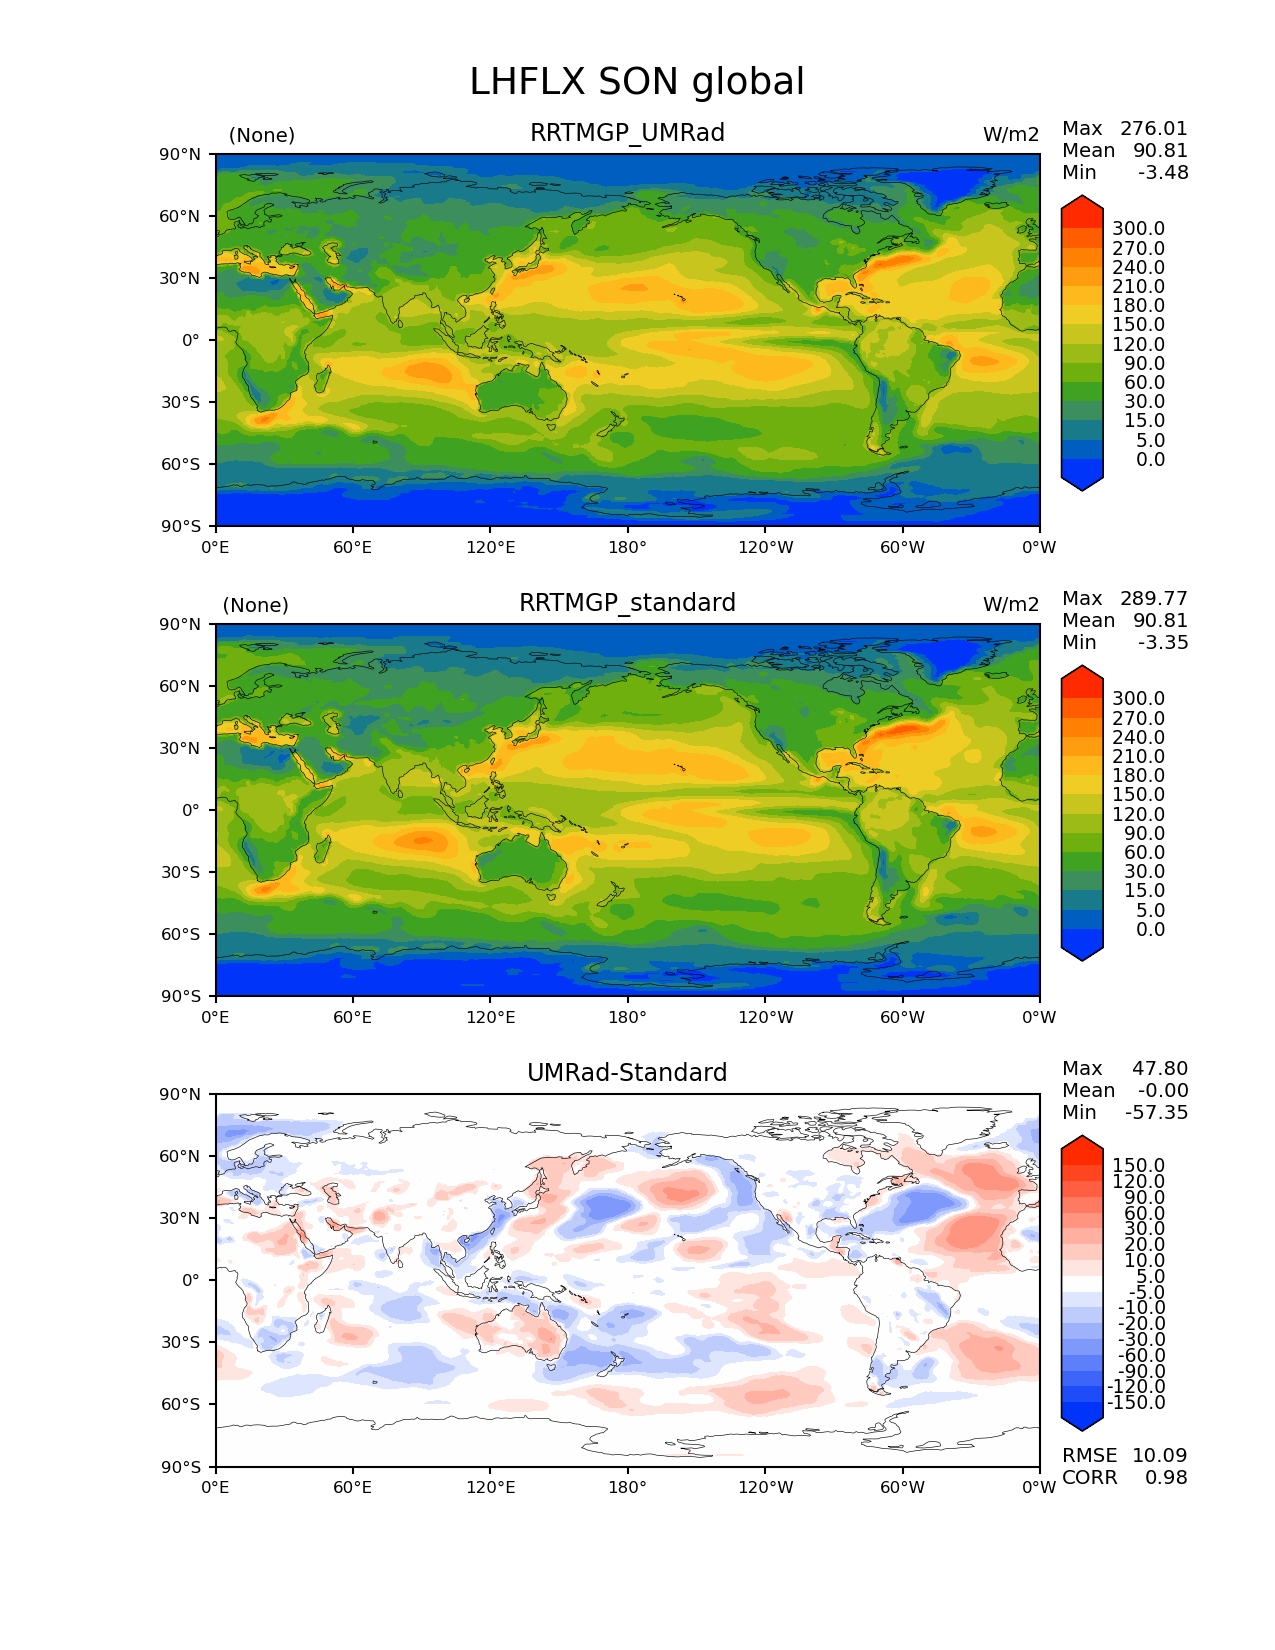 LHFLX SON global
(None) RRTMGP_UMRad W/m2
Max 276.01
Mean 90.81
Min -3.48
90°N
60°N
30°N
0°
30°S
60°S
90°S
0°E 60°E 120°E 180° 120°W 60°W 0°W
300.0
270.0
240.0
210.0
180.0
150.0
120.0
90.0
60.0
30.0
15.0
5.0
0.0
(None) RRTMGP_standard W/m2
Max 289.77
Mean 90.81
Min -3.35
90°N
60°N
30°N
0°
30°S
60°S
90°S
0°E 60°E 120°E 180° 120°W 60°W 0°W
300.0
270.0
240.0
210.0
180.0
150.0
120.0
90.0
60.0
30.0
15.0
5.0
0.0
UMRad-Standard
Max 47.80
Mean -0.00
Min -57.35
90°N
60°N
30°N
0°
30°S
60°S
90°S
0°E 60°E 120°E 180° 120°W 60°W 0°W
150.0
120.0
90.0
60.0
30.0
20.0
10.0
5.0
-5.0
-10.0
-20.0
-30.0
-60.0
-90.0
-120.0
-150.0
RMSE 10.09
CORR 0.98